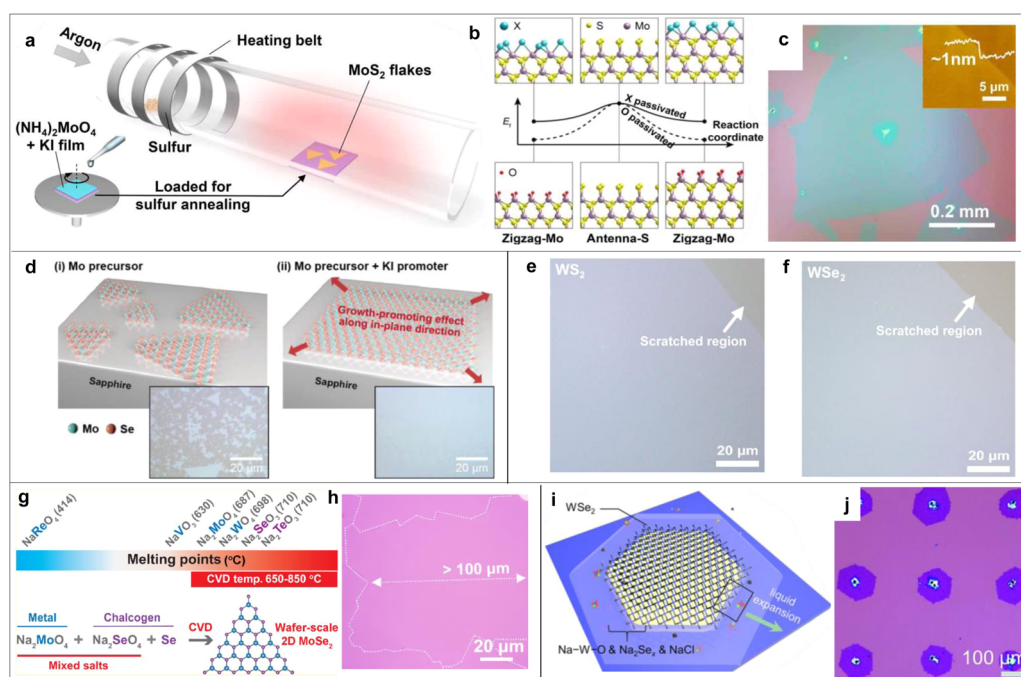 a
Argon
Heating belt
MoS₂ flakes
(NH₄)₂MoO₄
+ KI film
Sulfur
Loaded for
sulfur annealing
b
X
S
Mo
X passivated
O passivated
Reaction
coordinate
O
Zigzag-Mo
Antenna-S
Zigzag-Mo
c
~1nm
5 μm
0.2 mm
d
(i) Mo precursor
(ii) Mo precursor + KI promoter
Growth-promoting effect
along in-plane direction
Sapphire
Sapphire
Mo
Se
20 μm
20 μm
e
WS₂
Scratched region
20 μm
f
WSe₂
Scratched region
20 μm
g
NaReO₄ (414)
NaVO₃ (630)
Na₂MoO₄ (687)
Na₂WO₄ (698)
Na₂SeO₃ (710)
Na₂TeO₃ (710)
Melting points (°C)
CVD temp. 650-850 °C
Metal
Chalcogen
Na₂MoO₄ + Na₂SeO₄ + Se
Mixed salts
CVD
Wafer-scale
2D MoSe₂
h
> 100 μm
20 μm
i
WSe₂
liquid
expansion
Na–W–O & Na₂Seₓ & NaCl
j
100 μm